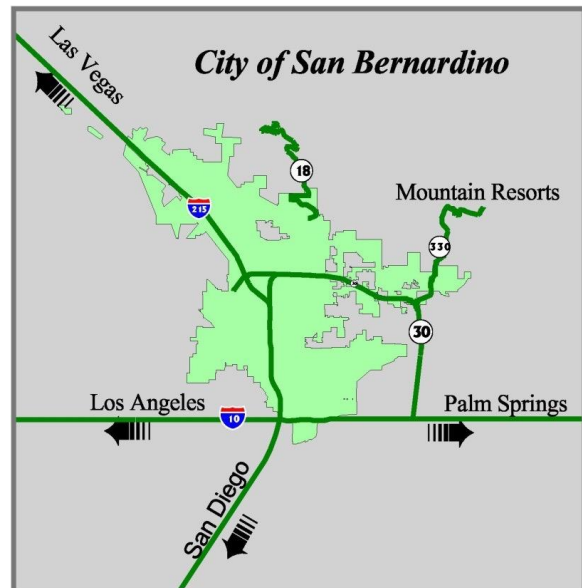 City of San Bernardino
Las Vegas
18
215
Mountain Resorts
330
30
Los Angeles
10
Palm Springs
San Diego